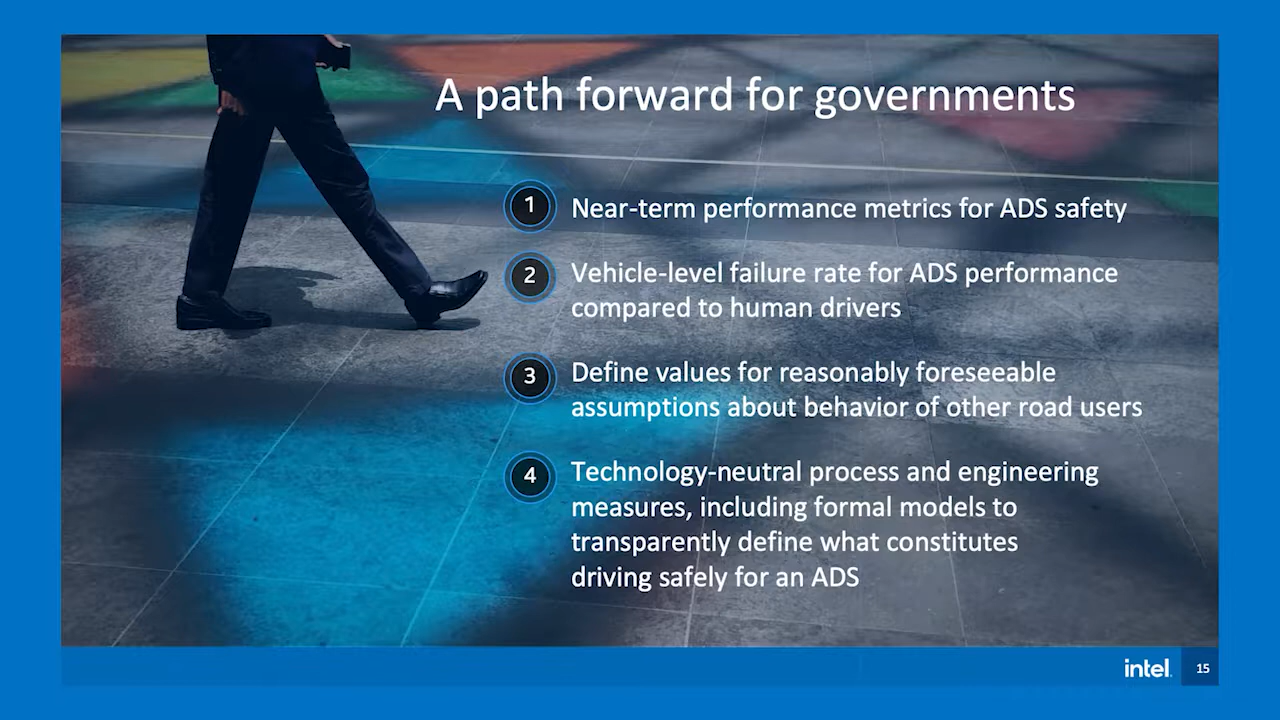 A path forward for governments
1 Near-term performance metrics for ADS safety
2 Vehicle-level failure rate for ADS performance
compared to human drivers
3 Define values for reasonably foreseeable
assumptions about behavior of other road users
4 Technology-neutral process and engineering
measures, including formal models to
transparently define what constitutes
driving safely for an ADS
intel. 15